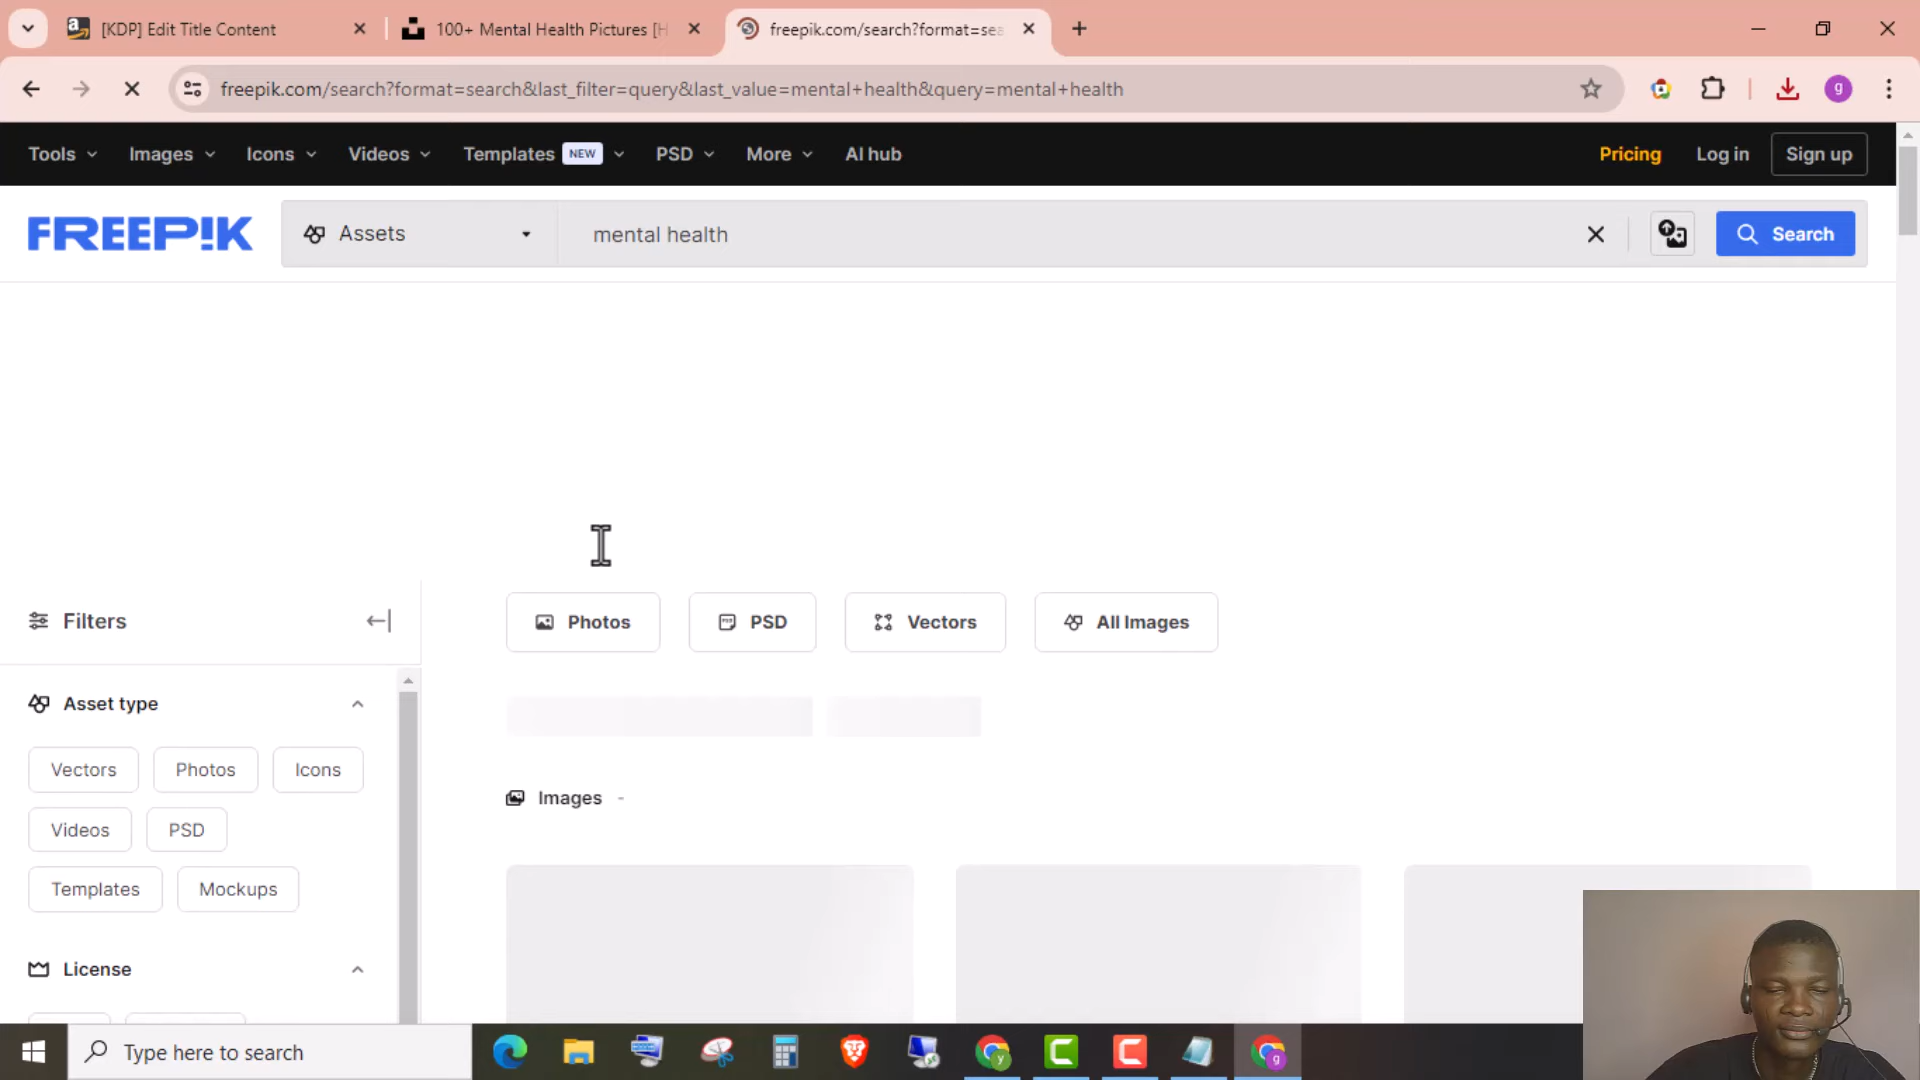 [KDP] Edit Title Content
100+ Mental Health Pictures [H
freepik.com/search?format=sea
freepik.com/search?format=search&last_filter=query&last_value=mental+health&query=mental+health
g
Tools Images Icons Videos Templates NEW PSD More AI hub Pricing Log in Sign up
FREEPIK Assets mental health Search
Filters
Photos PSD Vectors All Images
Asset type
Vectors Photos Icons
Videos PSD
Templates Mockups
Images -
License
Type here to search